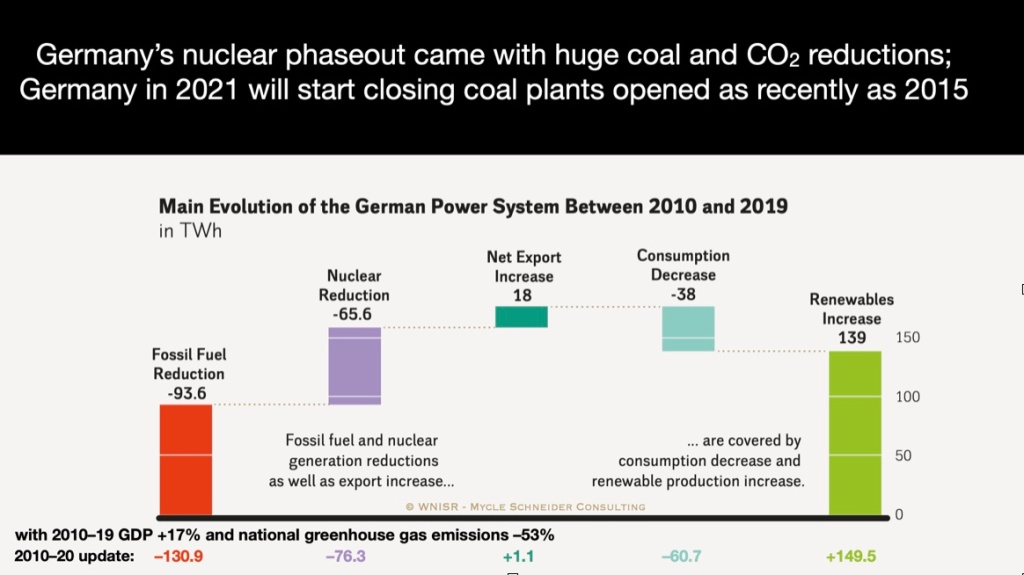 Germany's nuclear phaseout came with huge coal and CO₂ reductions;
Germany in 2021 will start closing coal plants opened as recently as 2015
Main Evolution of the German Power System Between 2010 and 2019
in TWh
Fossil Fuel
Reduction
-93.6
Nuclear
Reduction
-65.6
Net Export
Increase
18
Consumption
Decrease
-38
Renewables
Increase
139
150
100
50
0
Fossil fuel and nuclear
generation reductions
as well as export increase...
... are covered by
consumption decrease and
renewable production increase.
© WNISR - Mycle Schneider Consulting
with 2010–19 GDP +17% and national greenhouse gas emissions –53%
2010–20 update: –130.9 –76.3 +1.1 –60.7 +149.5